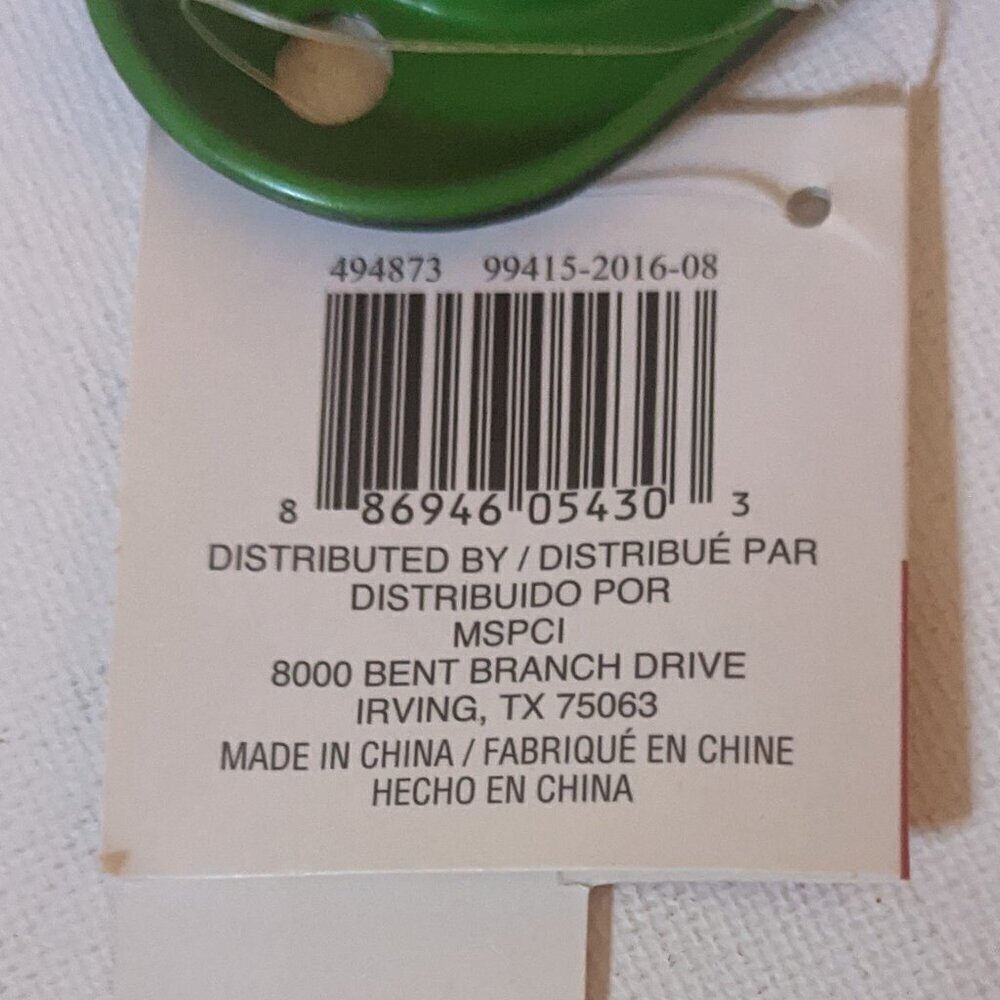 494873 99415-2016-08
8 86946 05430 3
DISTRIBUTED BY / DISTRIBUÉ PAR
DISTRIBUIDO POR
MSPCI
8000 BENT BRANCH DRIVE
IRVING, TX 75063
MADE IN CHINA / FABRIQUÉ EN CHINE
HECHO EN CHINA